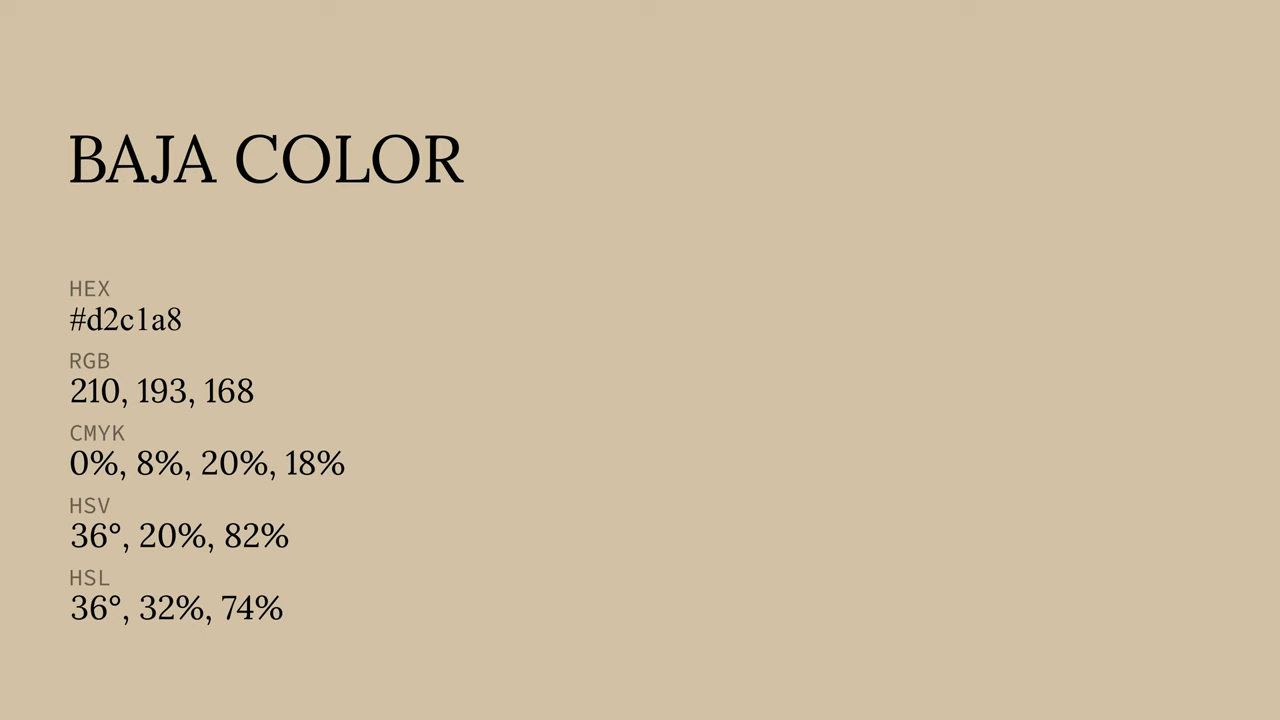 BAJA COLOR
HEX
#d2c1a8
RGB
210, 193, 168
CMYK
0%, 8%, 20%, 18%
HSV
36°, 20%, 82%
HSL
36°, 32%, 74%